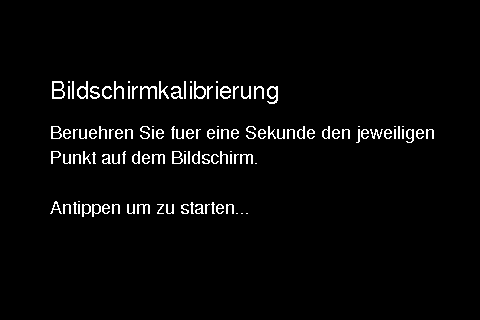 Bildschirmkalibrierung
Beruehren Sie fuer eine Sekunde den jeweiligen
Punkt auf dem Bildschirm.
Antippen um zu starten...